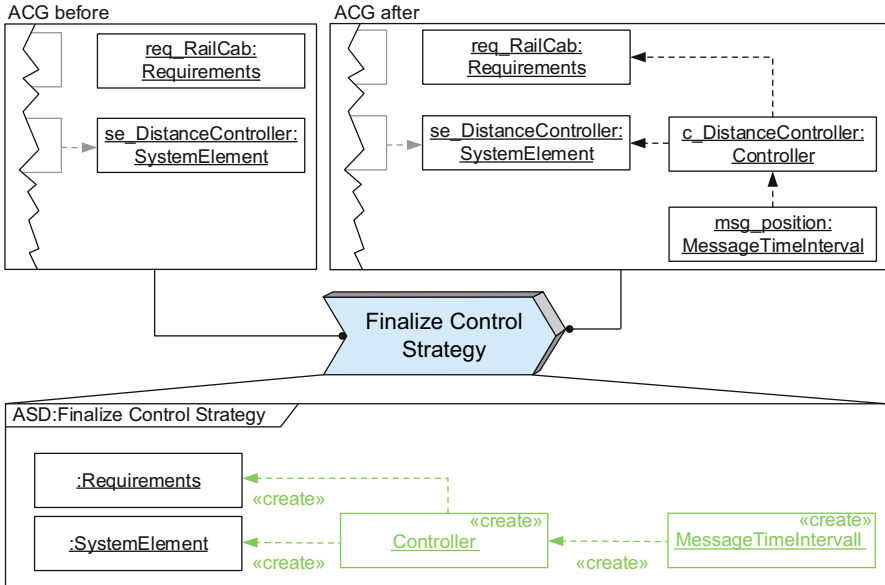 ACG before
req_RailCab:
Requirements
se_DistanceController:
SystemElement
ACG after
req_RailCab:
Requirements
se_DistanceController:
SystemElement
c_DistanceController:
Controller
msg_position:
MessageTimeInterval
Finalize Control
Strategy
ASD:Finalize Control Strategy
:Requirements
«create»
:SystemElement
«create»
«create»
Controller
«create»
«create»
MessageTimeIntervall